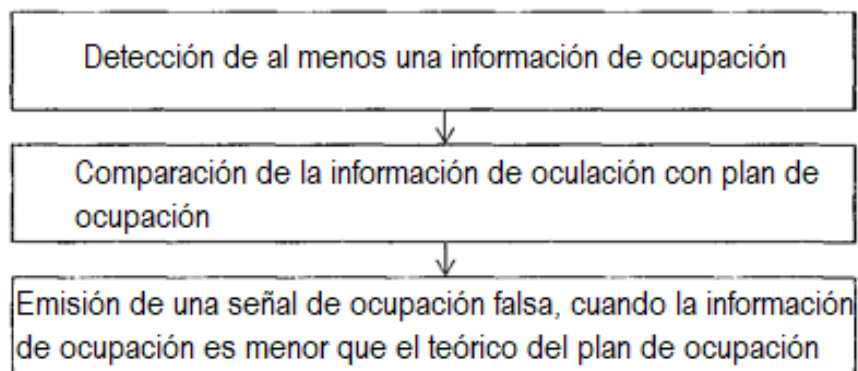 Detección de al menos una información de ocupación
Comparación de la información de oculación con plan de
ocupación
Emisión de una señal de ocupación falsa, cuando la información
de ocupación es menor que el teórico del plan de ocupación